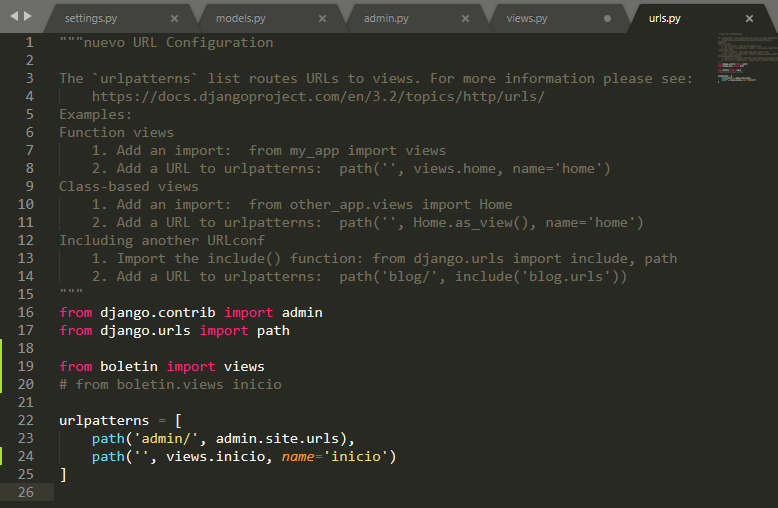 settings.py models.py admin.py views.py urls.py
1 """nuevo URL Configuration
2
3 The `urlpatterns` list routes URLs to views. For more information please see:
4     https://docs.djangoproject.com/en/3.2/topics/http/urls/
5 Examples:
6 Function views
7     1. Add an import:  from my_app import views
8     2. Add a URL to urlpatterns:  path('', views.home, name='home')
9 Class-based views
10     1. Add an import:  from other_app.views import Home
11     2. Add a URL to urlpatterns:  path('', Home.as_view(), name='home')
12 Including another URLconf
13     1. Import the include() function: from django.urls import include, path
14     2. Add a URL to urlpatterns:  path('blog/', include('blog.urls'))
15 """
16 from django.contrib import admin
17 from django.urls import path
18
19 from boletin import views
20 # from boletin.views inicio
21
22 urlpatterns = [
23     path('admin/', admin.site.urls),
24     path('', views.inicio, name='inicio')
25 ]
26